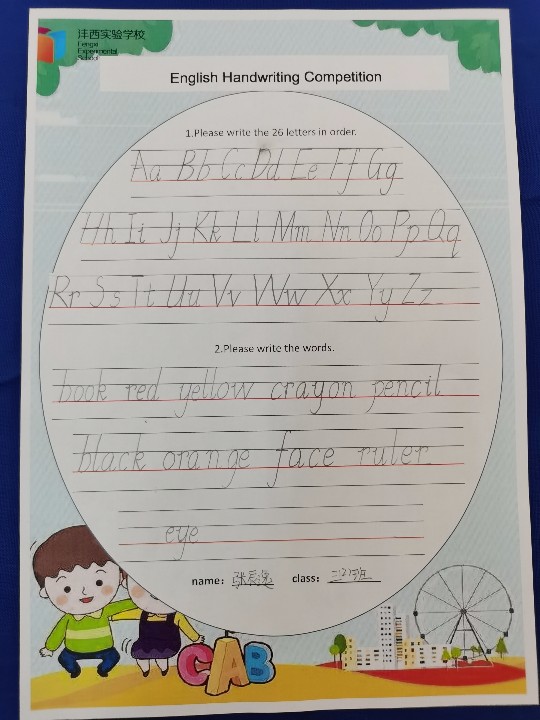 沣西实验学校
Fengxi
Experimental
School
English Handwriting Competition
1.Please write the 26 letters in order.
Aa Bb Cc Dd Ee Ff Gg
Hh Ii Jj Kk Ll Mm Nn Oo Pp Qq
Rr Ss Tt Uu Vv Ww Xx Yy Zz
2.Please write the words.
book red yellow crayon pencil
black orange face ruler
eye
name: class:
CAB